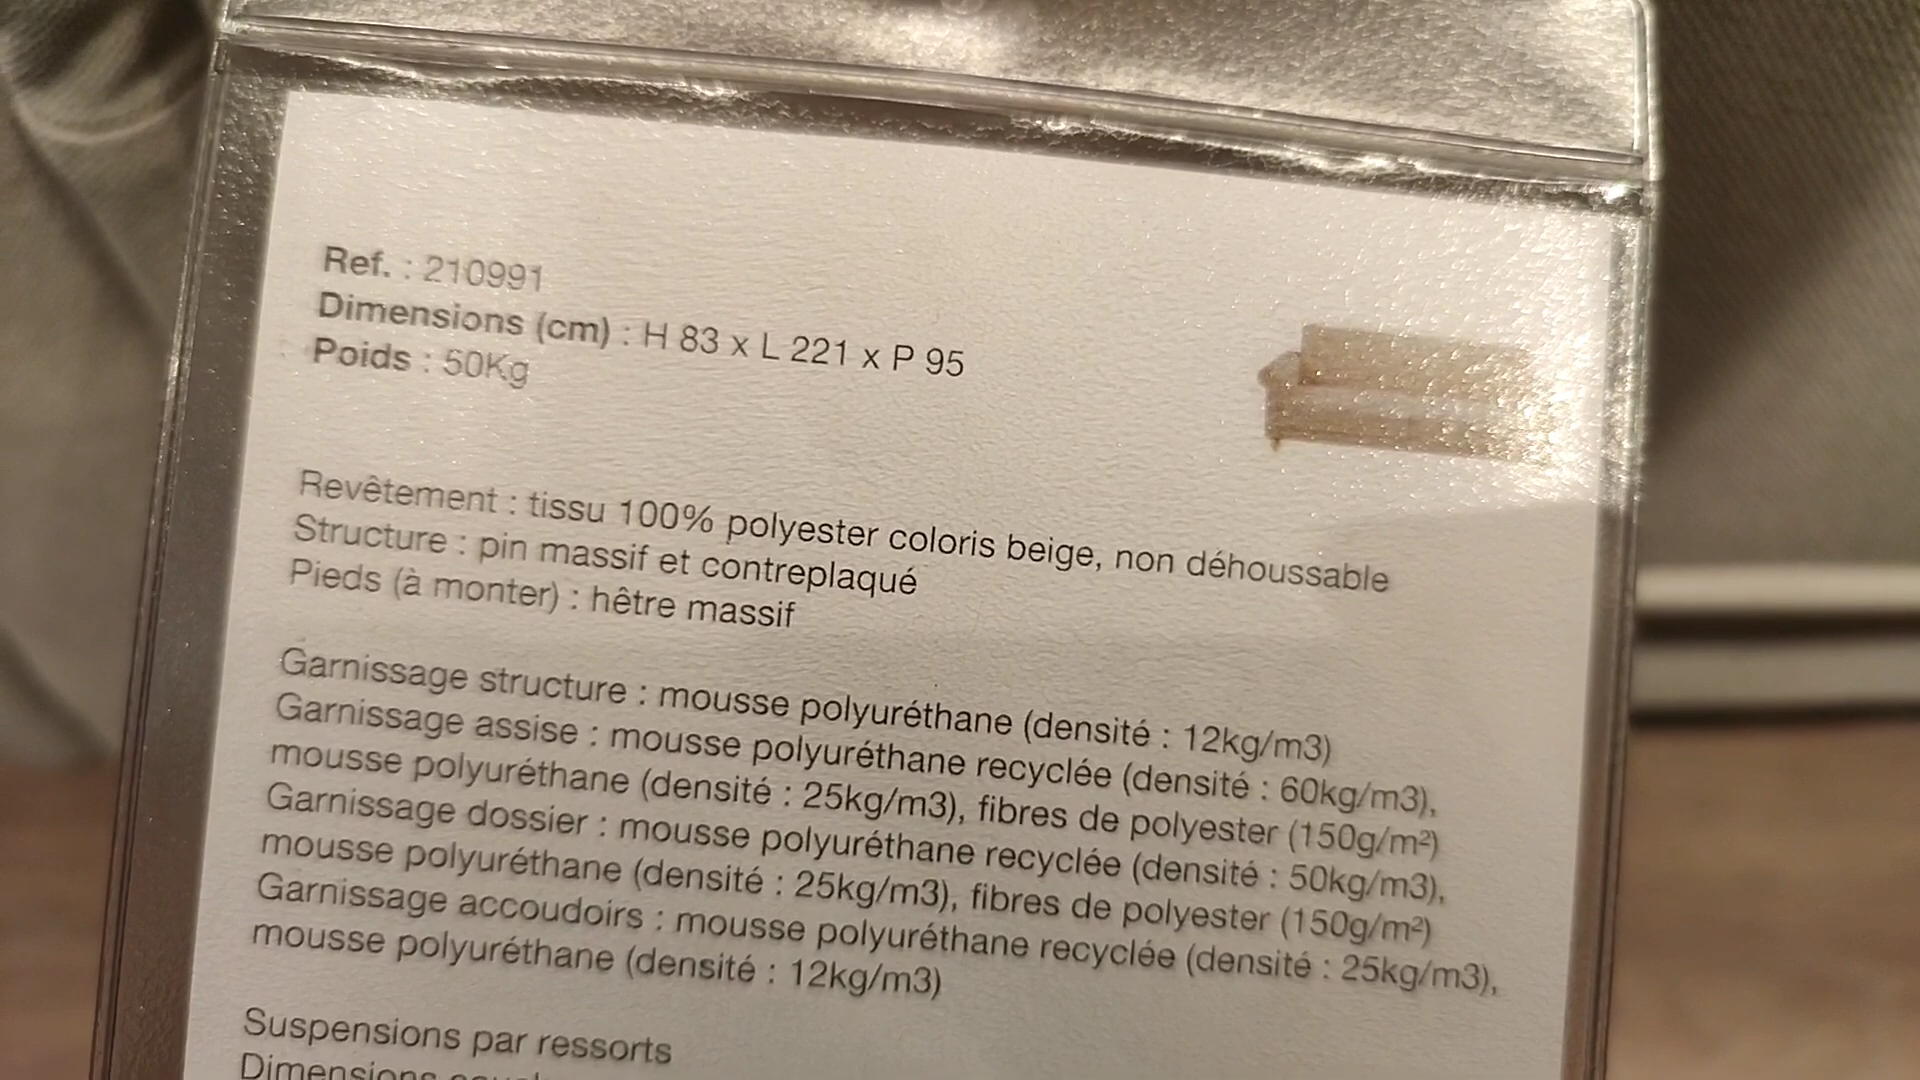 Ref. : 210991
Dimensions (cm) : H 83 x L 221 x P 95
Poids : 50Kg
Revêtement : tissu 100% polyester coloris beige, non déhoussable
Structure : pin massif et contreplaqué
Pieds (à monter) : hêtre massif
Garnissage structure : mousse polyuréthane (densité : 12kg/m3)
Garnissage assise : mousse polyuréthane recyclée (densité : 60kg/m3),
mousse polyuréthane (densité : 25kg/m3), fibres de polyester (150g/m²)
Garnissage dossier : mousse polyuréthane recyclée (densité : 50kg/m3),
mousse polyuréthane (densité : 25kg/m3), fibres de polyester (150g/m²)
Garnissage accoudoirs : mousse polyuréthane recyclée (densité : 25kg/m3),
mousse polyuréthane (densité : 12kg/m3)
Suspensions par ressorts
Dimensions